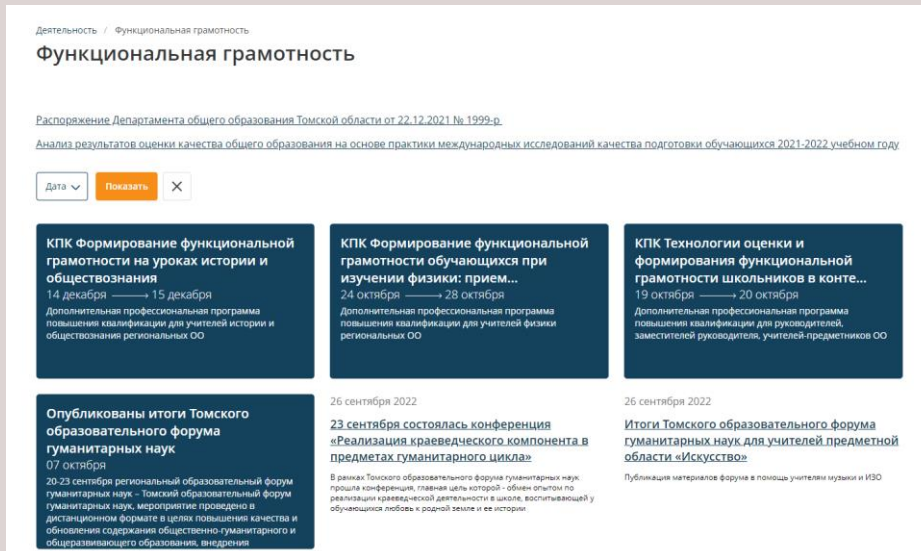 Деятельность / Функциональная грамотность
Функциональная грамотность
Распоряжение Департамента общего образования Томской области от 22.12.2021 № 1999-р
Анализ результатов оценки качества общего образования на основе практики международных исследований качества подготовки обучающихся 2021-2022 учебном году
Дата
Показать
КПК Формирование функциональной
грамотности на уроках истории и
обществознания
14 декабря → 15 декабря
Дополнительная профессиональная программа
повышения квалификации для учителей истории и
обществознания региональных ОО
КПК Формирование функциональной
грамотности обучающихся при
изучении физики: прием...
24 октября → 28 октября
Дополнительная профессиональная программа
повышения квалификации для учителей физики
региональных ОО
КПК Технологии оценки и
формирования функциональной
грамотности школьников в конте...
19 октября → 20 октября
Дополнительная профессиональная программа
повышения квалификации для руководителей,
заместителей руководителя, учителей-предметников ОО
Опубликованы итоги Томского
образовательного форума
гуманитарных наук
07 октября
20-23 сентября региональный образовательный форум
гуманитарных наук – Томский образовательный форум
гуманитарных наук, мероприятие проведено в
дистанционном формате в целях повышения качества и
обновления содержания общественно-гуманитарного и
общеразвивающего образования, внедрения
26 сентября 2022
23 сентября состоялась конференция
«Реализация краеведческого компонента в
предметах гуманитарного цикла»
В рамках Томского образовательного форума гуманитарных наук
прошла конференция, главная цель которой - обмен опытом по
реализации краеведческой деятельности в школе, воспитывающей у
обучающихся любовь к родной земле и ее истории
26 сентября 2022
Итоги Томского образовательного форума
гуманитарных наук для учителей предметной
области «Искусство»
Публикация материалов форума в помощь учителям музыки и ИЗО